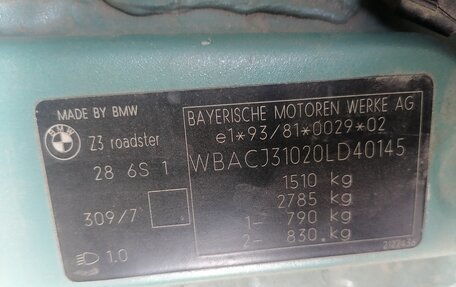 MADE BY BMW
BMW
Z3 roadster
28 6S 1
309/7
1.0
BAYERISCHE MOTOREN WERKE AG
e1*93/81*0029*02
WBACJ31020LD40145
1510 kg
2785 kg
1- 790 kg
2- 830 kg